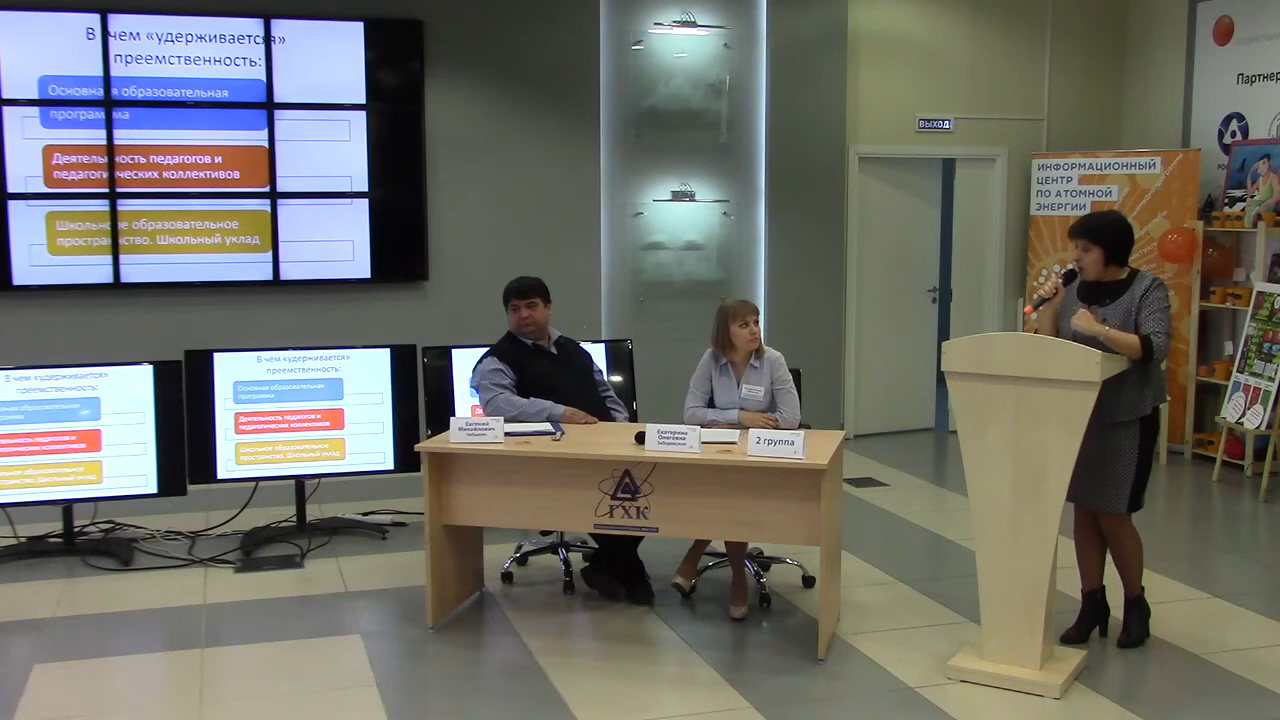 В чем «удерживается»
преемственность:
Основная образовательная
программа
Деятельность педагогов и
педагогических коллективов
Школьное образовательное
пространство. Школьный уклад
ВЫХОД
Партнер
ИНФОРМАЦИОННЫЙ
ЦЕНТР
ПО АТОМНОЙ
ЭНЕРГИИ
В чем «удерживается»
преемственность:
Основная образовательная
программа
Деятельность педагогов и
педагогических коллективов
Школьное образовательное
пространство. Школьный уклад
Евгений
Михайлович
Екатерина
Олеговна
2 группа
ГХК